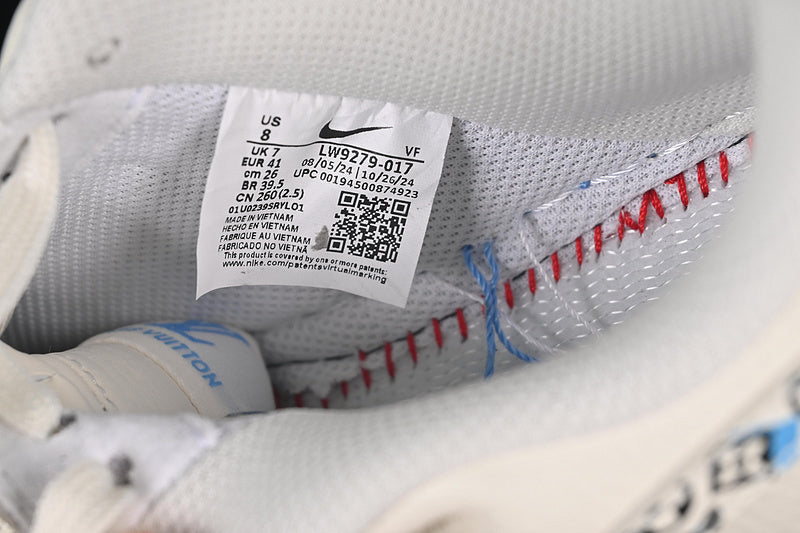 US
8
VF
UK 7
LW9279-017
EUR 41
08/05/24 | 10/26/24
cm 26
UPC 00194500874923
BR 39.5
CN 260 (2.5)
MADE IN VIETNAM
HECHO EN VIETNAM
FABRIQUE AU VIETNAM
FABRICADO NO VIETNÃ
This product is covered by one or more patents:
www.nike.com/patentsvirtualmarking
VUITTON